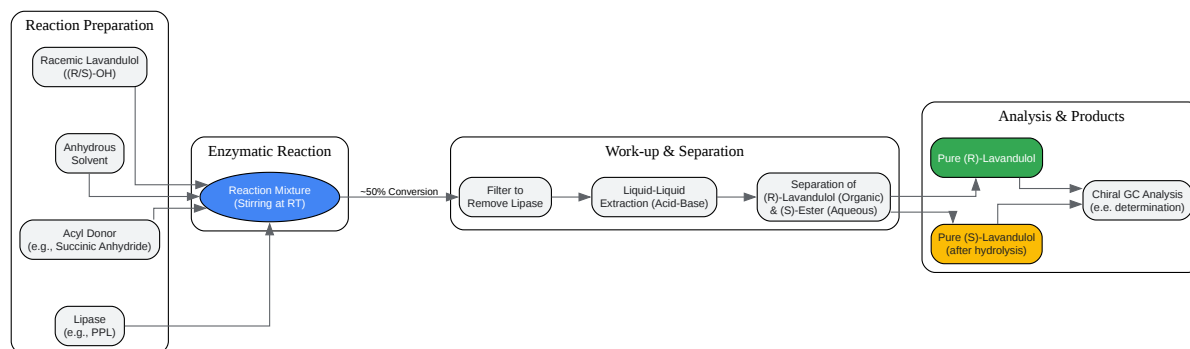 Reaction Preparation
Racemic Lavandulol
((R/S)-OH)
Anhydrous
Solvent
Acyl Donor
(e.g., Succinic Anhydride)
Lipase
(e.g., PPL)
Enzymatic Reaction
Reaction Mixture
(Stirring at RT)
~50% Conversion
Work-up & Separation
Filter to
Remove Lipase
Liquid-Liquid
Extraction (Acid-Base)
Separation of
(R)-Lavandulol (Organic)
& (S)-Ester (Aqueous)
Analysis & Products
Pure (R)-Lavandulol
Pure (S)-Lavandulol
(after hydrolysis)
Chiral GC Analysis
(e.e. determination)